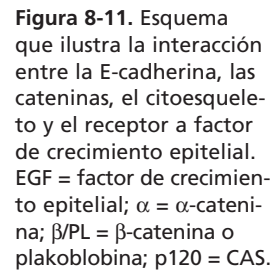 Figura 8-11. Esquema
que ilustra la interacción
entre la E-cadherina, las
cateninas, el citoesquele-
to y el receptor a factor
de crecimiento epitelial.
EGF = factor de crecimien-
to epitelial; α = α-cateni-
na; β/PL = β-catenina o
plakoblobina; p120 = CAS.